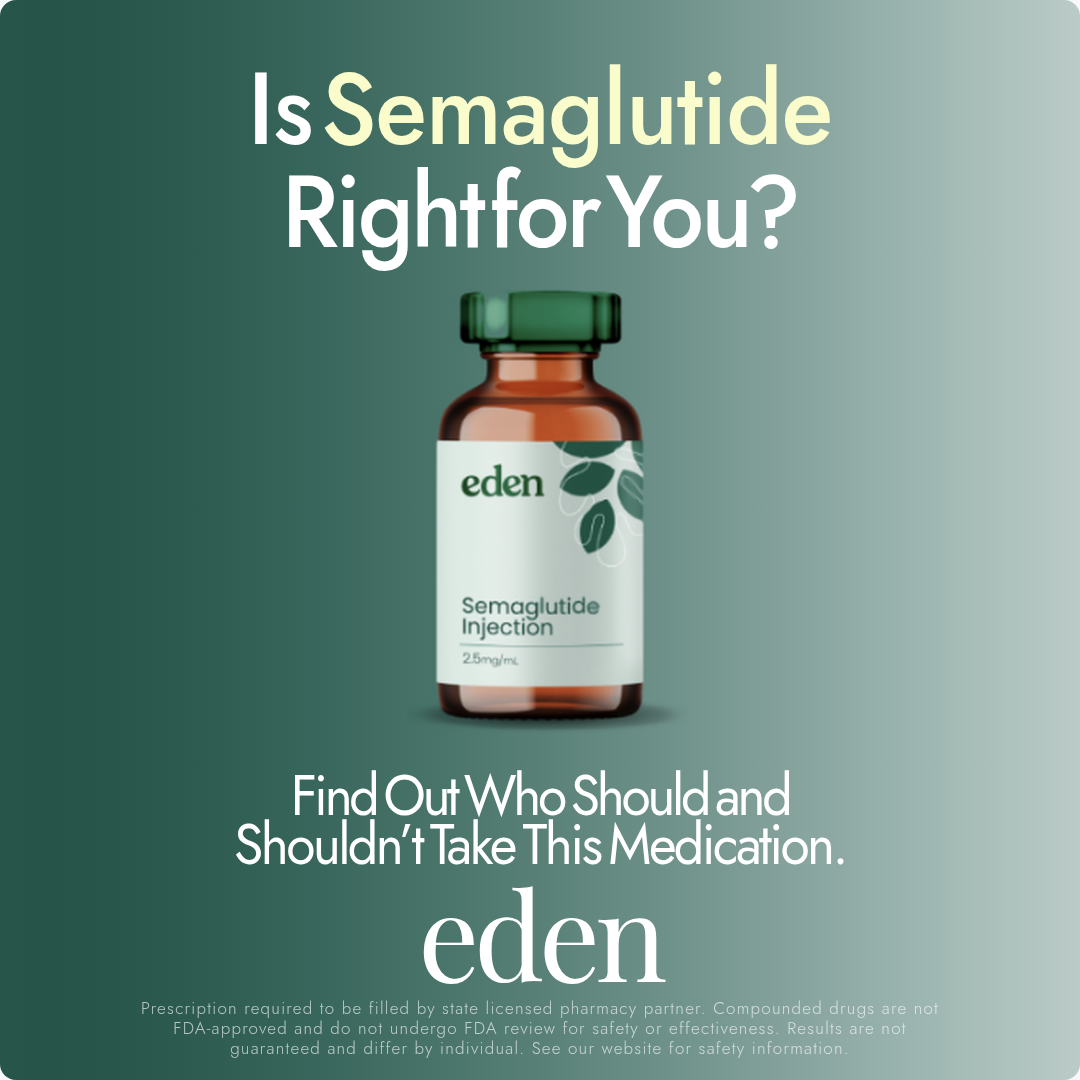 Is Semaglutide
Right for You?
eden
Semaglutide
Injection
2.5mg/mL
Find Out Who Should and
Shouldn't Take This Medication.
eden
Prescription required to be filled by state licensed pharmacy partner. Compounded drugs are not
FDA-approved and do not undergo FDA review for safety or effectiveness. Results are not
guaranteed and differ by individual. See our website for safety information.